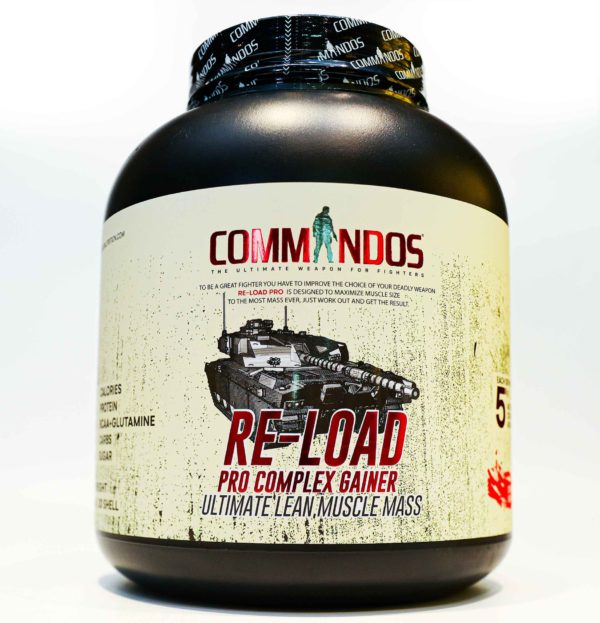 COMMANDOS
COMMANDOS
THE ULTIMATE WEAPON FOR FIGHTERS
TO BE A GREAT FIGHTER YOU HAVE TO IMPROVE THE CHOICE OF YOUR DEADLY WEAPON
RE-LOAD PRO IS DESIGNED TO MAXIMIZE MUSCLE SIZE
TO THE MOST MASS EVER, JUST WORK OUT AND GET THE RESULT.
RE-LOAD
PRO COMPLEX GAINER
ULTIMATE LEAN MUSCLE MASS
CALORIES
PROTEIN
BCAA+GLUTAMINE
CARBS
SUGAR
SHELL
5